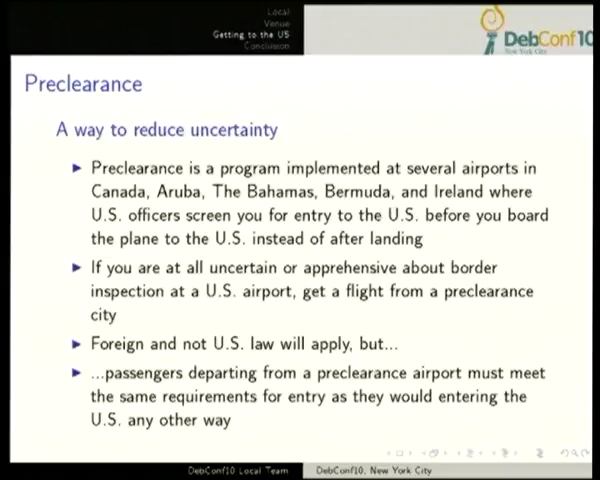 Local
Venue
Getting to the US
Conclusion
DebConf10
New York City
Preclearance
A way to reduce uncertainty
Preclearance is a program implemented at several airports in
Canada, Aruba, The Bahamas, Bermuda, and Ireland where
U.S. officers screen you for entry to the U.S. before you board
the plane to the U.S. instead of after landing
If you are at all uncertain or apprehensive about border
inspection at a U.S. airport, get a flight from a preclearance
city
Foreign and not U.S. law will apply, but...
...passengers departing from a preclearance airport must meet
the same requirements for entry as they would entering the
U.S. any other way
DebConf10 Local Team
DebConf10, New York City